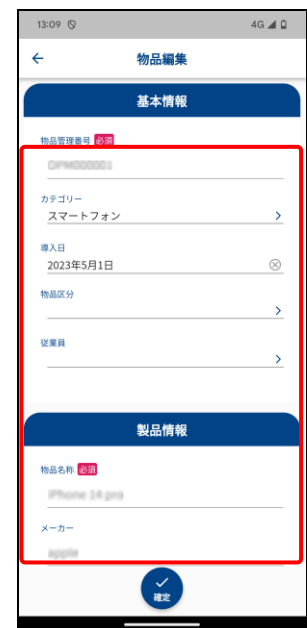 13:09
4G
物品編集
基本情報
物品管理番号 必須
カテゴリー
スマートフォン
導入日
2023年5月1日
物品区分
従業員
製品情報
物品名称 必須
iPhone 14 pro
メーカー
apple
確定